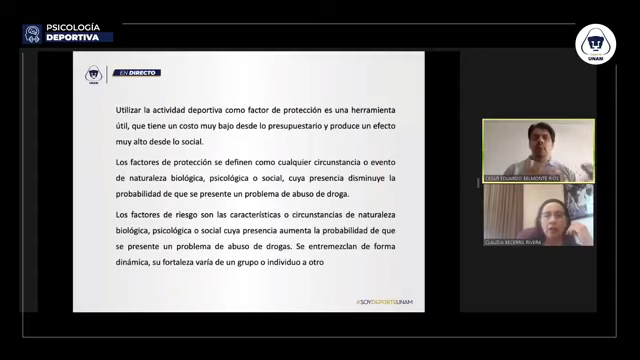 PSICOLOGÍA
DEPORTIVA
UNAM
UNAM
EN DIRECTO
Utilizar la actividad deportiva como factor de protección es una herramienta
útil, que tiene un costo muy bajo desde lo presupuestario y produce un efecto
muy alto desde lo social.
Los factores de protección se definen como cualquier circunstancia o evento
de naturaleza biológica, psicológica o social, cuya presencia disminuye la
probabilidad de que se presente un problema de abuso de droga.
Los factores de riesgo son las características o circunstancias de naturaleza
biológica, psicológica o social cuya presencia aumenta la probabilidad de que
se presente un problema de abuso de drogas. Se entremezclan de forma
dinámica, su fortaleza varía de un grupo o individuo a otro
#SOYDEPORTEUNAM
CESAR EDUARDO BELMONTE RIOS
CLAUDIA BECERRIL RIVERA